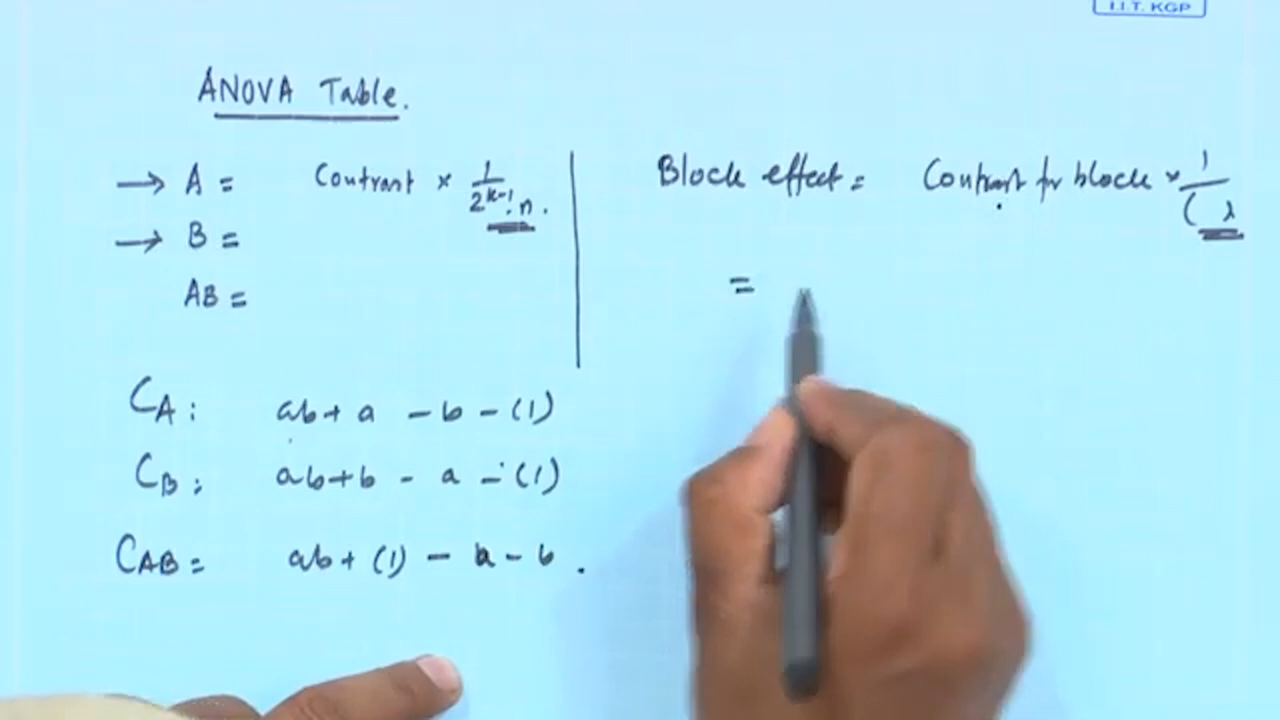 I.I.T. KGP
ANOVA Table.
→ A = Contrast × 1/2^(k-1).n.
→ B =
AB =
C_A : ab + a - b - (1)
C_B : ab + b - a - (1)
C_AB = ab + (1) - a - b .
Block effect = Contrast for block × 1/( )
=